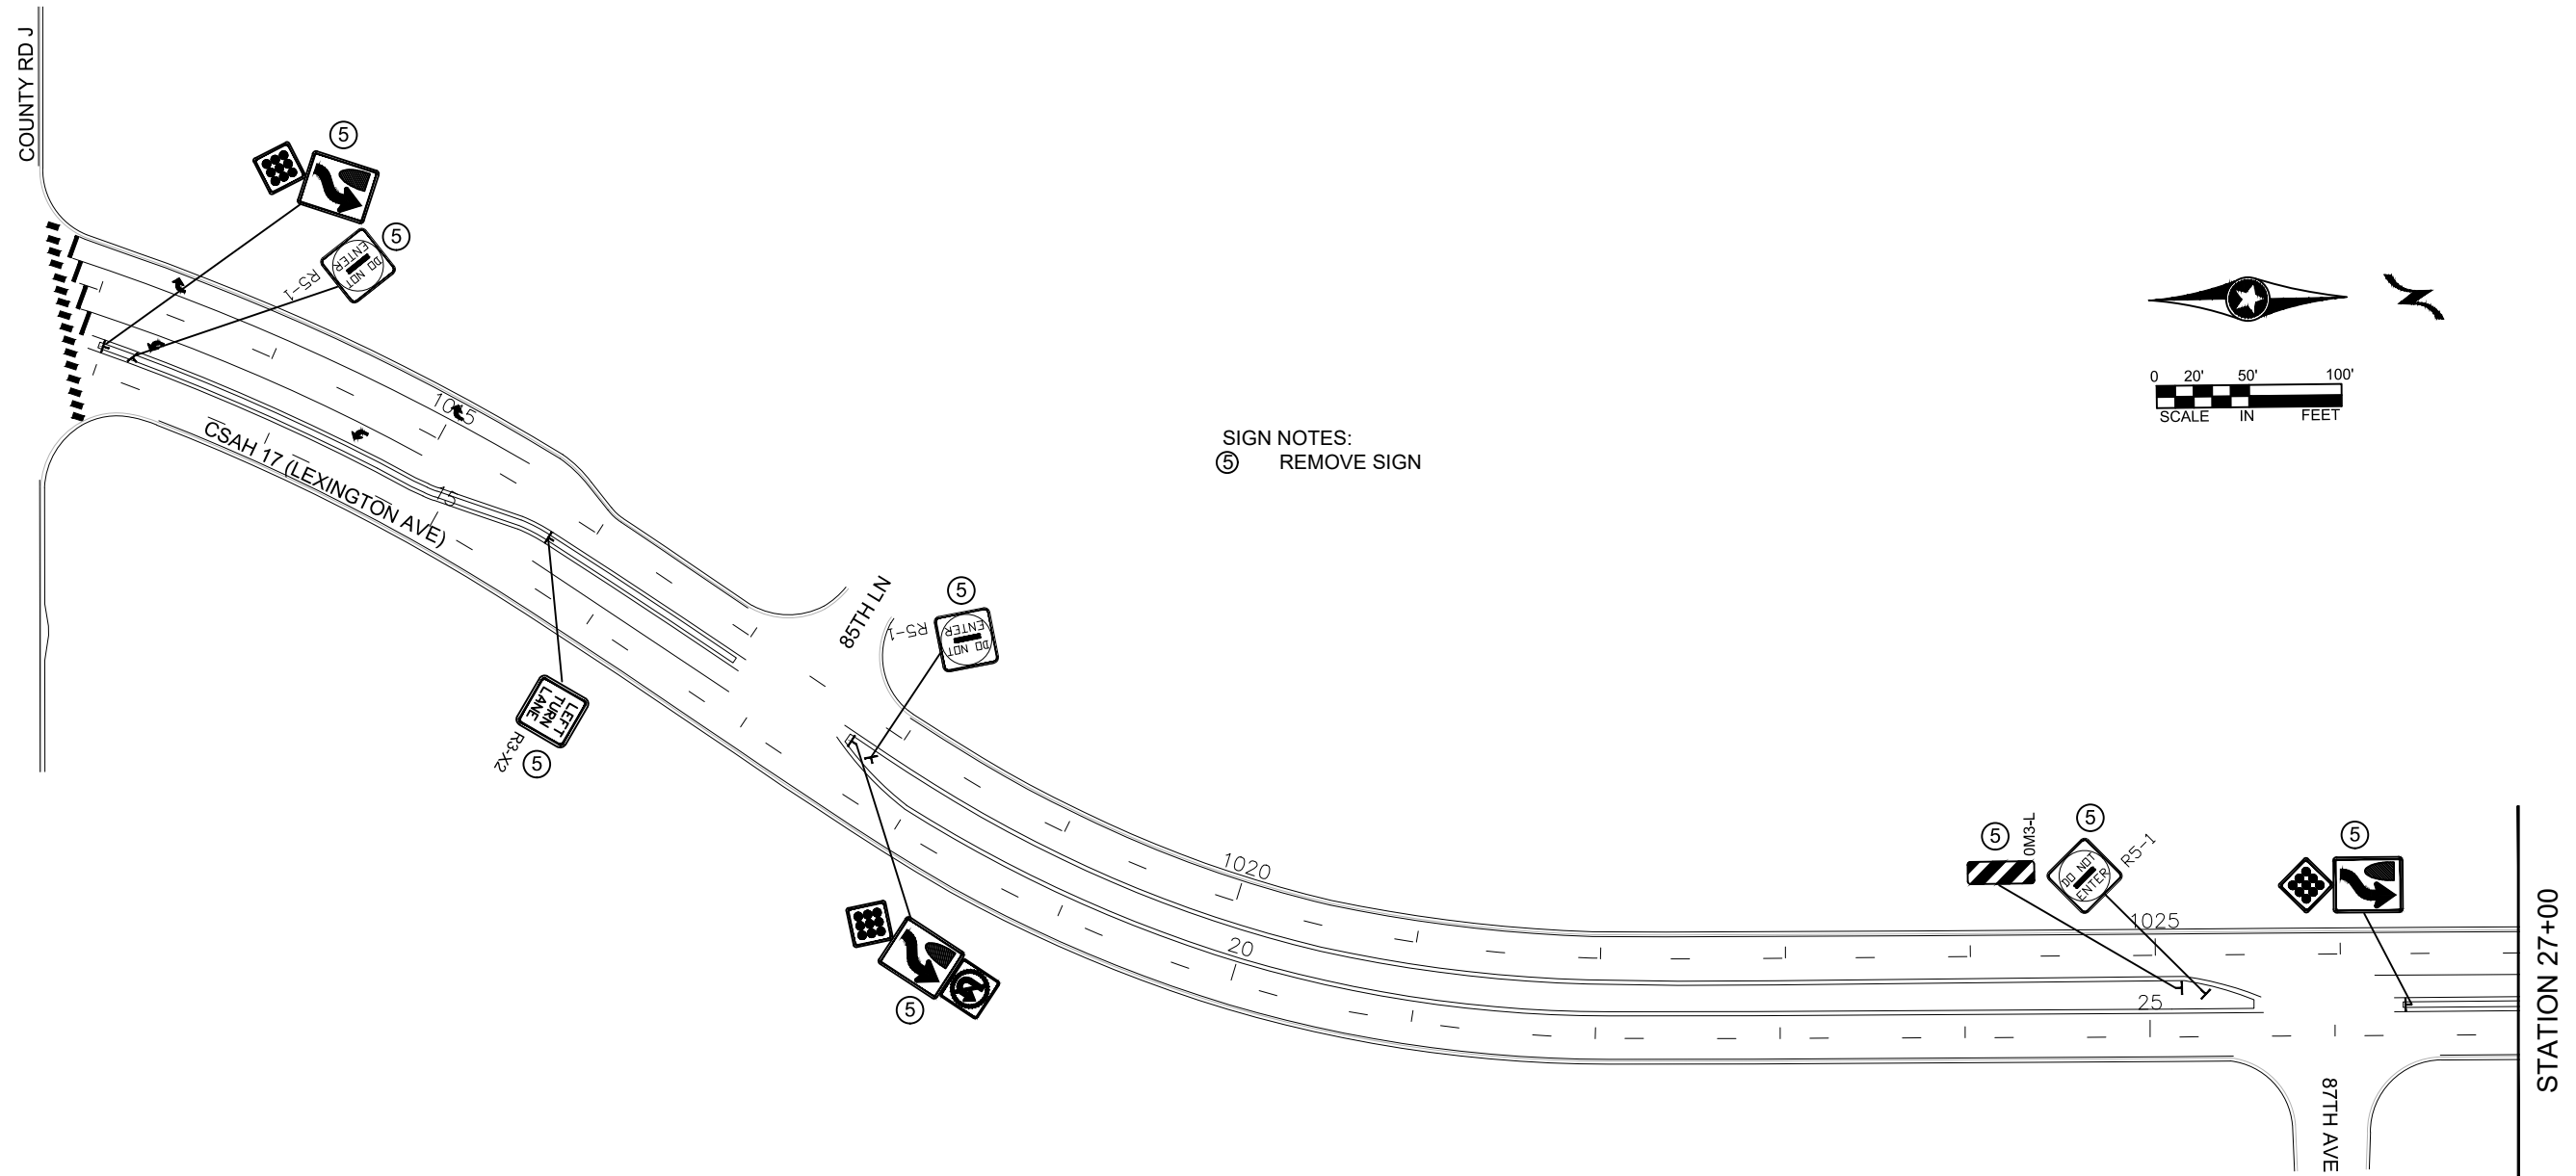 COUNTY RD J
5
5
DO NOT
ENTER
R5-1
1015
CSAH 17 (LEXINGTON AVE)
15
SIGN NOTES:
5 REMOVE SIGN
0 20' 50' 100'
SCALE IN FEET
N
85TH LN
5
DO NOT
ENTER
R5-1
LEFT
TURN
LANE
R3-X2
5
5
1020
20
5
0M3-L
5
DO NOT
ENTER
R5-1
1025
25
5
87TH AVE
STATION 27+00